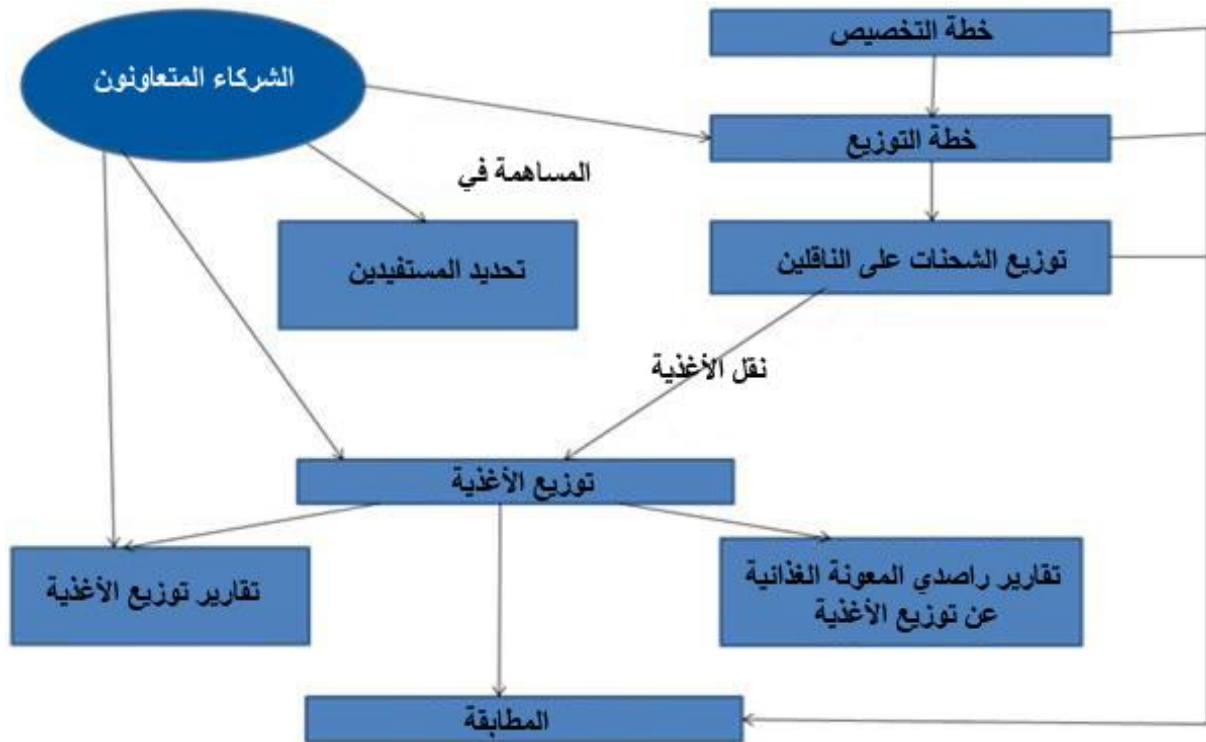 خطة التخصيص
الشركاء المتعاونون
خطة التوزيع
المساهمة في
تحديد المستفيدين
توزيع الشحنات على الناقلين
نقل الأغذية
توزيع الأغذية
تقارير راصدي المعونة الغذائية
عن توزيع الأغذية
تقارير توزيع الأغذية
المطابقة